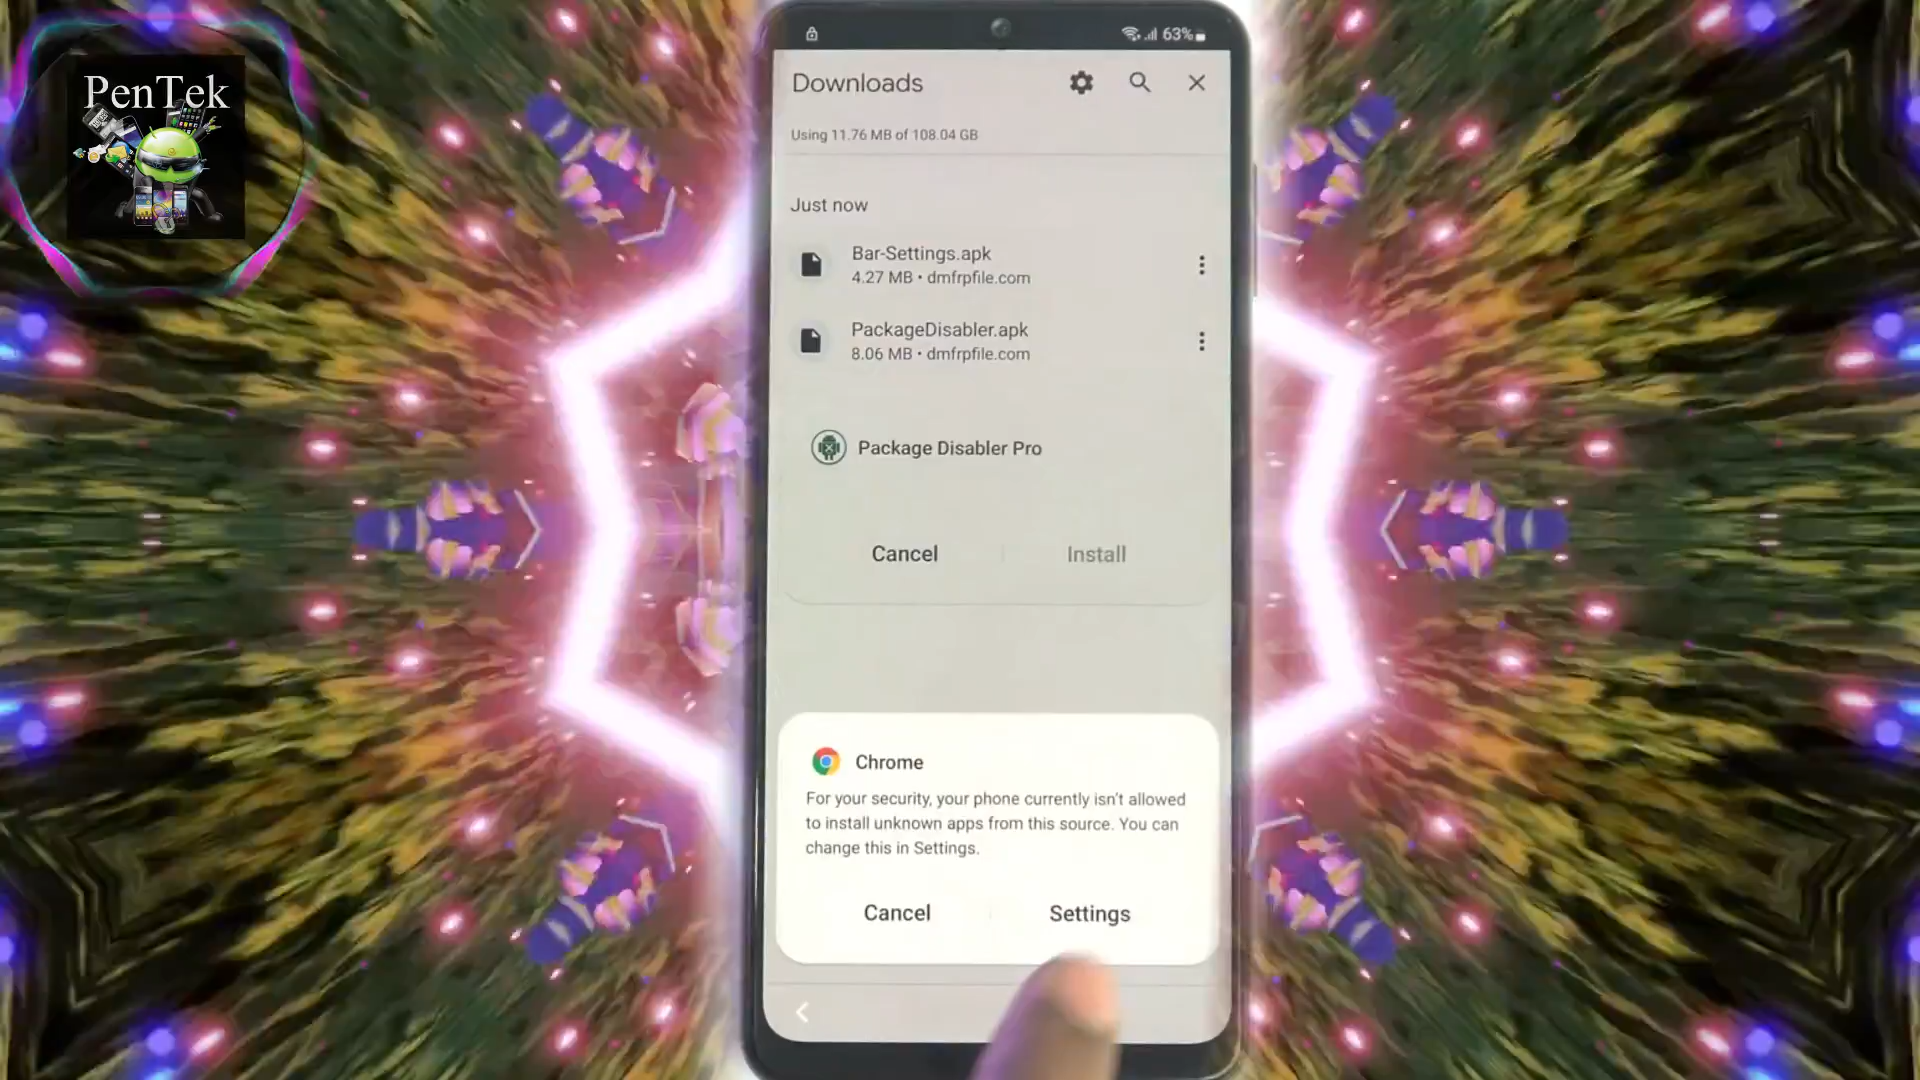 PenTek
63%
Downloads
Using 11.76 MB of 108.04 GB
Just now
Bar-Settings.apk
4.27 MB • dmfrpfile.com
PackageDisabler.apk
8.06 MB • dmfrpfile.com
Package Disabler Pro
Cancel
Install
Chrome
For your security, your phone currently isn't allowed
to install unknown apps from this source. You can
change this in Settings.
Cancel
Settings